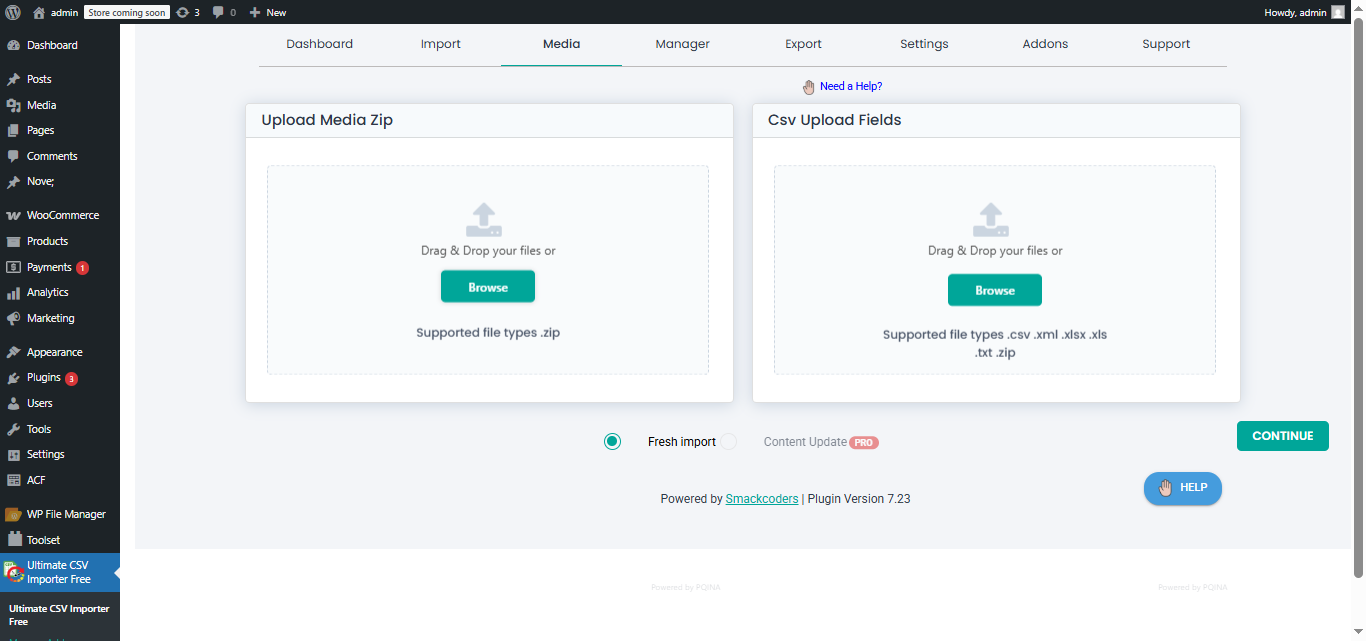 admin Store coming soon 3 0 New Howdy, admin
Dashboard
Posts
Media
Pages
Comments
Nove;
WooCommerce
Products
Payments 1
Analytics
Marketing
Appearance
Plugins 3
Users
Tools
Settings
ACF
WP File Manager
Toolset
Ultimate CSV
Importer Free
Ultimate CSV Importer
Free
Dashboard Import Media Manager Export Settings Addons Support
Need a Help?
Upload Media Zip
Drag & Drop your files or
Browse
Supported file types .zip
Csv Upload Fields
Drag & Drop your files or
Browse
Supported file types .csv .xml .xlsx .xls
.txt .zip
Fresh import Content Update PRO
CONTINUE
Powered by Smackcoders | Plugin Version 7.23
HELP
Powered by PQINA Powered by PQINA